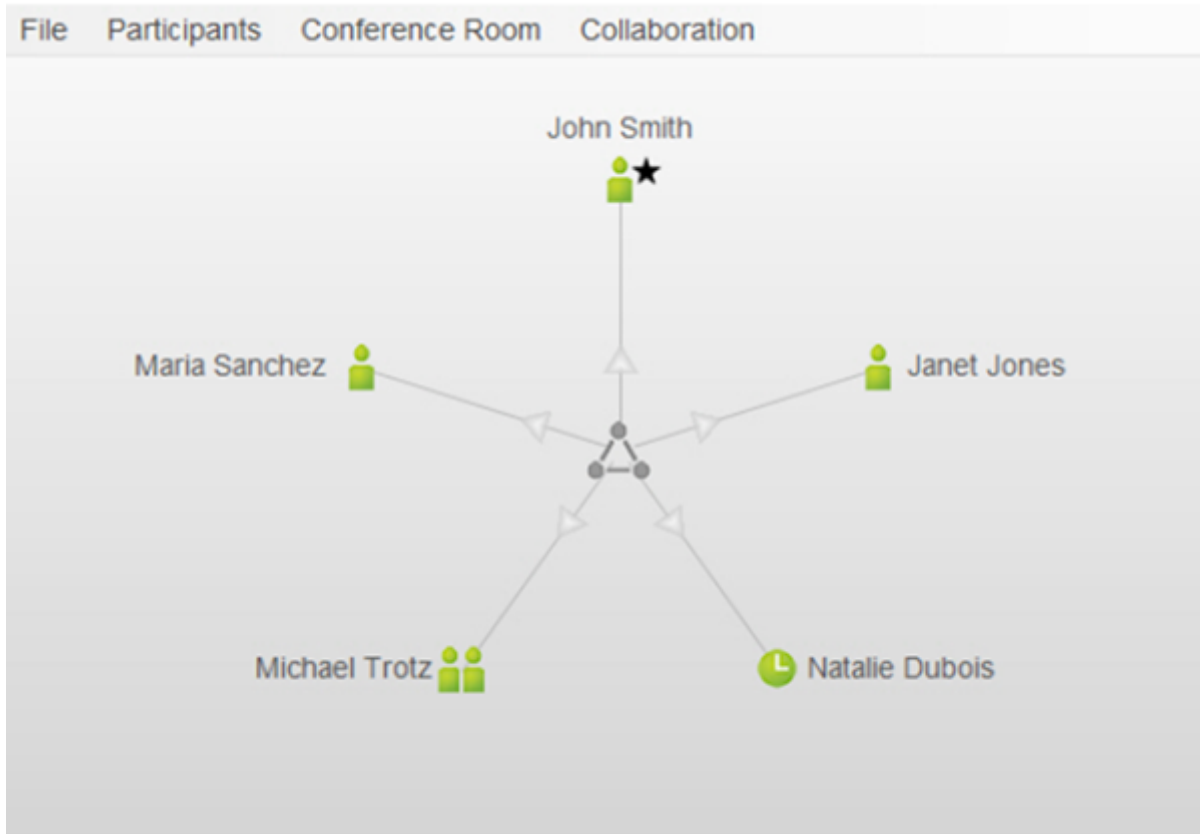 File Participants Conference Room Collaboration
John Smith
Maria Sanchez
Janet Jones
Michael Trotz
Natalie Dubois